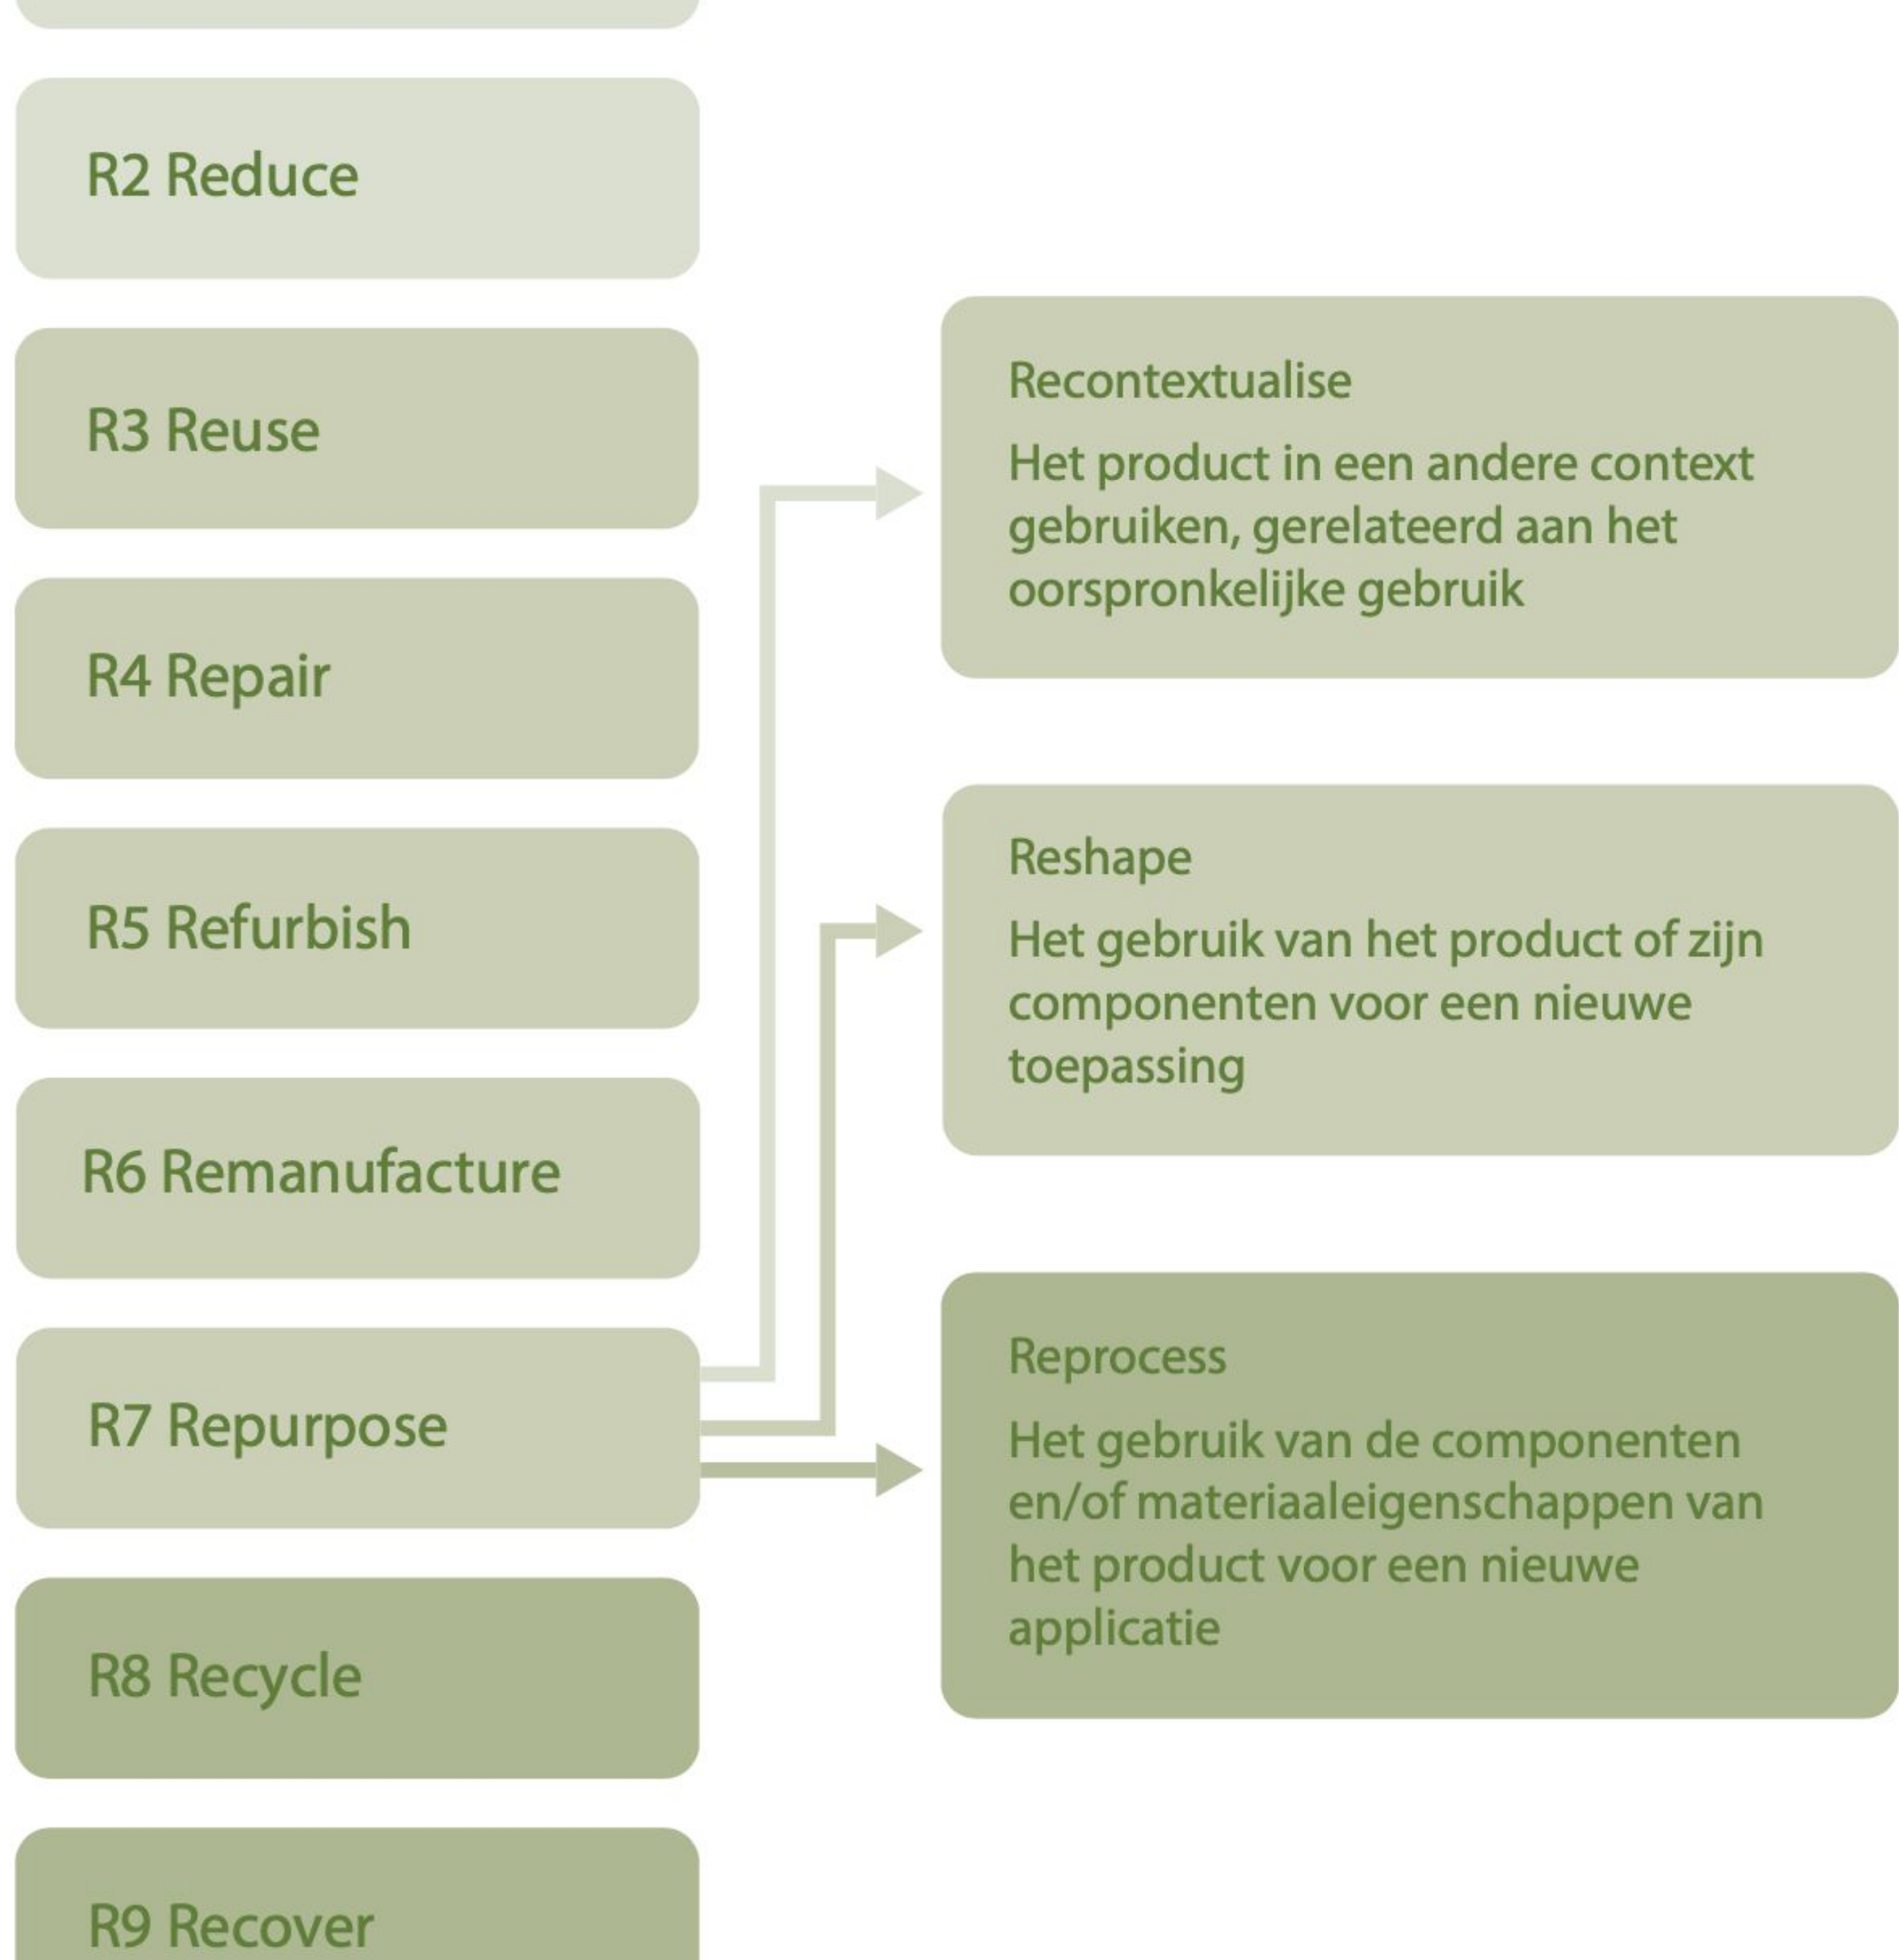 R2 Reduce
R3 Reuse
R4 Repair
R5 Refurbish
R6 Remanufacture
R7 Repurpose
R8 Recycle
R9 Recover
Recontextualise
Het product in een andere context
gebruiken, gerelateerd aan het
oorspronkelijke gebruik
Reshape
Het gebruik van het product of zijn
componenten voor een nieuwe
toepassing
Reprocess
Het gebruik van de componenten
en/of materiaaleigenschappen van
het product voor een nieuwe
applicatie